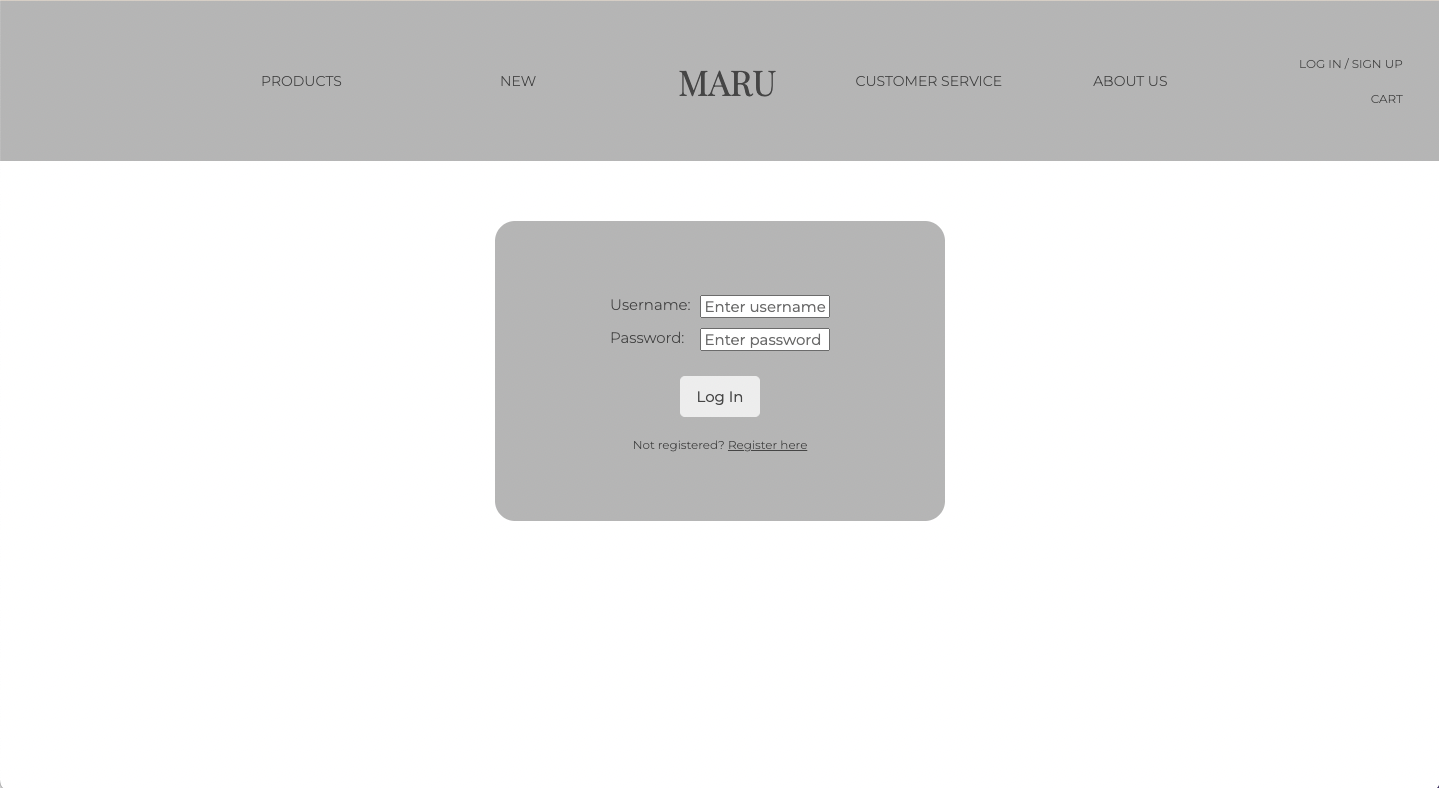 PRODUCTS
NEW
MARU
CUSTOMER SERVICE
ABOUT US
LOG IN / SIGN UP
CART
Username: Enter username
Password: Enter password
Log In
Not registered? Register here